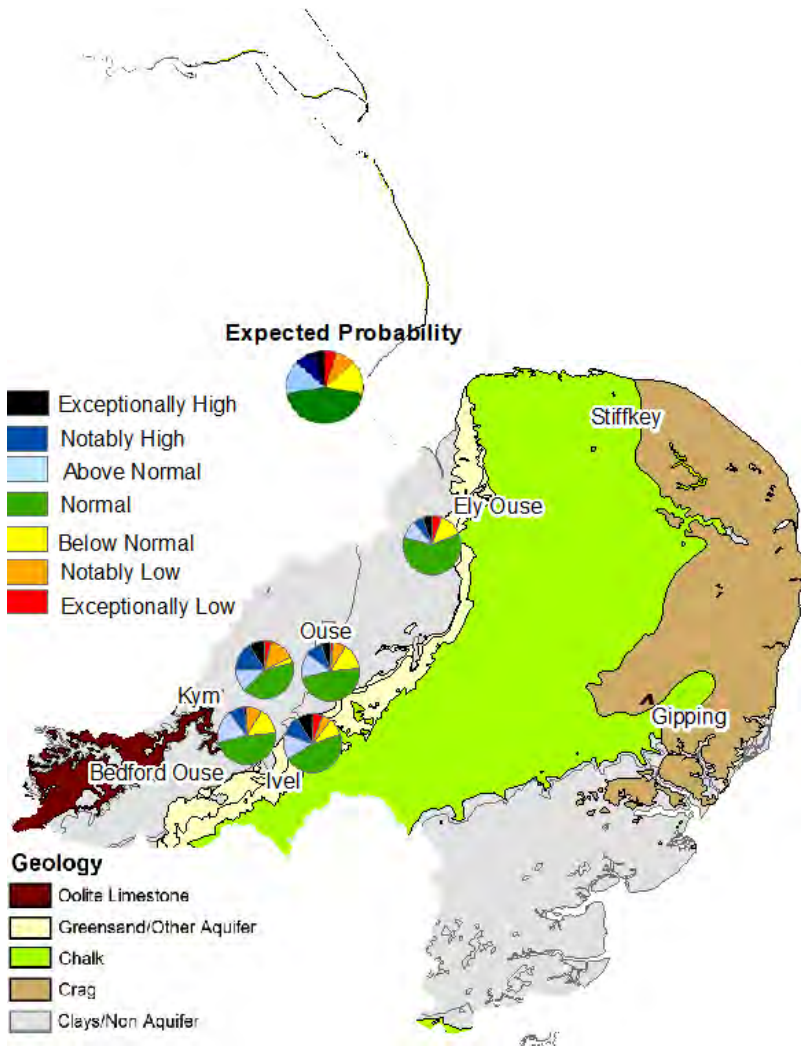 Expected Probability
Exceptionally High
Notably High
Above Normal
Normal
Below Normal
Notably Low
Exceptionally Low
Stiffkey
Ely Ouse
Ouse
Kym
Gipping
Bedford Ouse
Ivel
Geology
Oolite Limestone
Greensand/Other Aquifer
Chalk
Crag
Clays/Non Aquifer